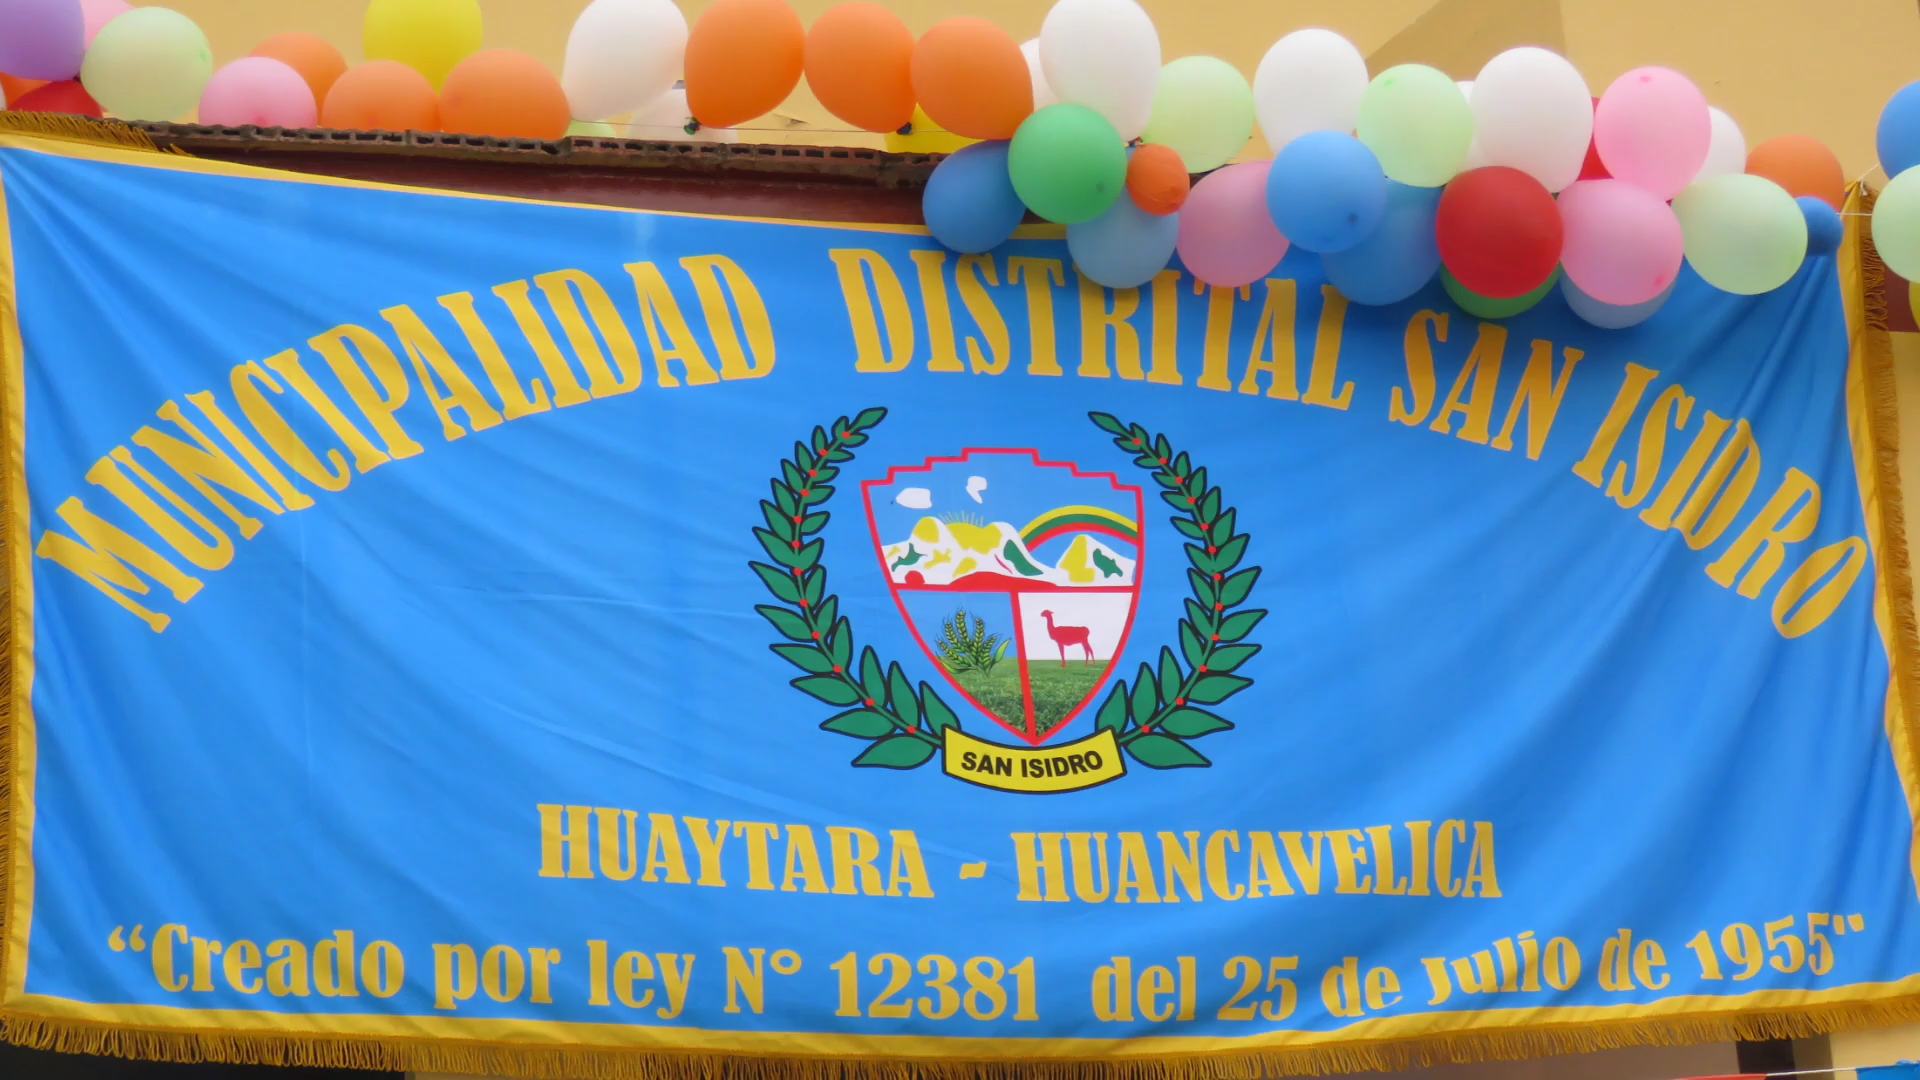 MUNICIPALIDAD DISTRITAL SAN ISIDRO
SAN ISIDRO
HUAYTARA - HUANCAVELICA
“Creado por ley N° 12381 del 25 de Julio de 1955"